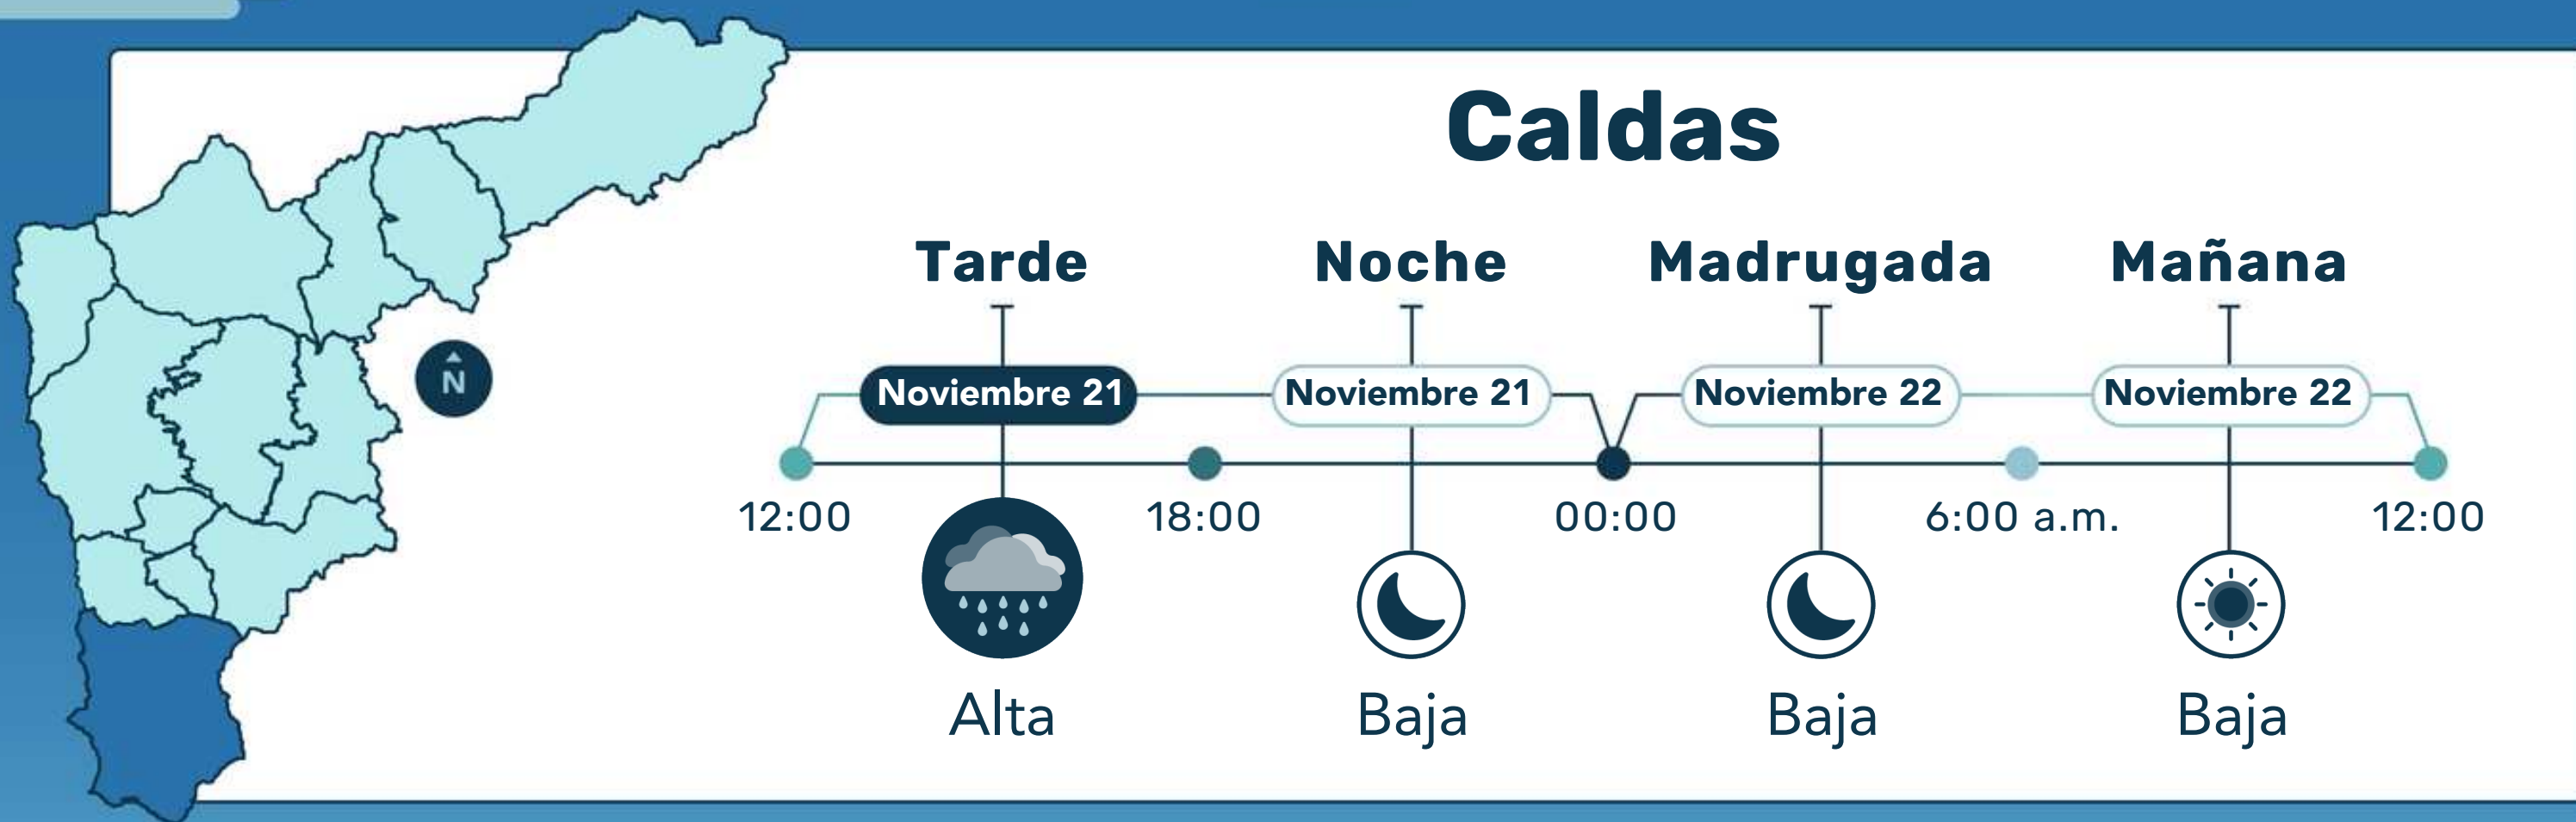 Caldas
Tarde Noche Madrugada Mañana
Noviembre 21 Noviembre 21 Noviembre 22 Noviembre 22
N
12:00 18:00 00:00 6:00 a.m. 12:00
Alta Baja Baja Baja